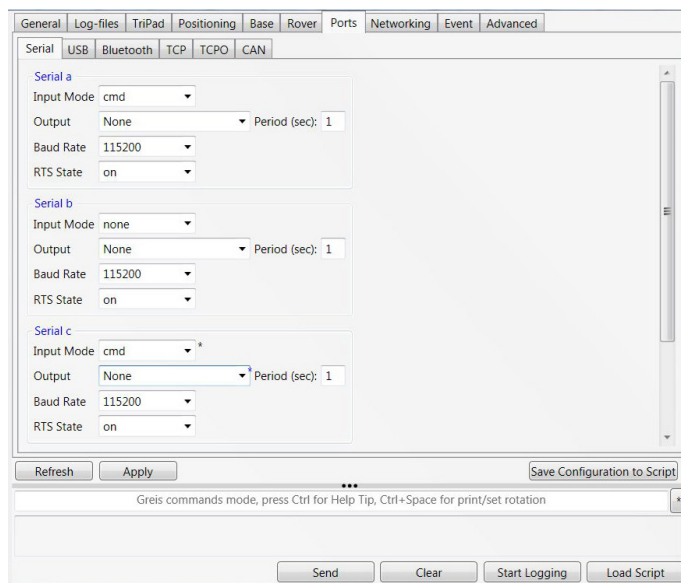 General Log-files TriPad Positioning Base Rover Ports Networking Event Advanced
Serial USB Bluetooth TCP TCPO CAN
Serial a
Input Mode cmd
Output None Period (sec): 1
Baud Rate 115200
RTS State on
Serial b
Input Mode none
Output None Period (sec): 1
Baud Rate 115200
RTS State on
Serial c
Input Mode cmd *
Output None * Period (sec): 1
Baud Rate 115200
RTS State on
Refresh Apply Save Configuration to Script
Greis commands mode, press Ctrl for Help Tip, Ctrl+Space for print/set rotation *
Send Clear Start Logging Load Script